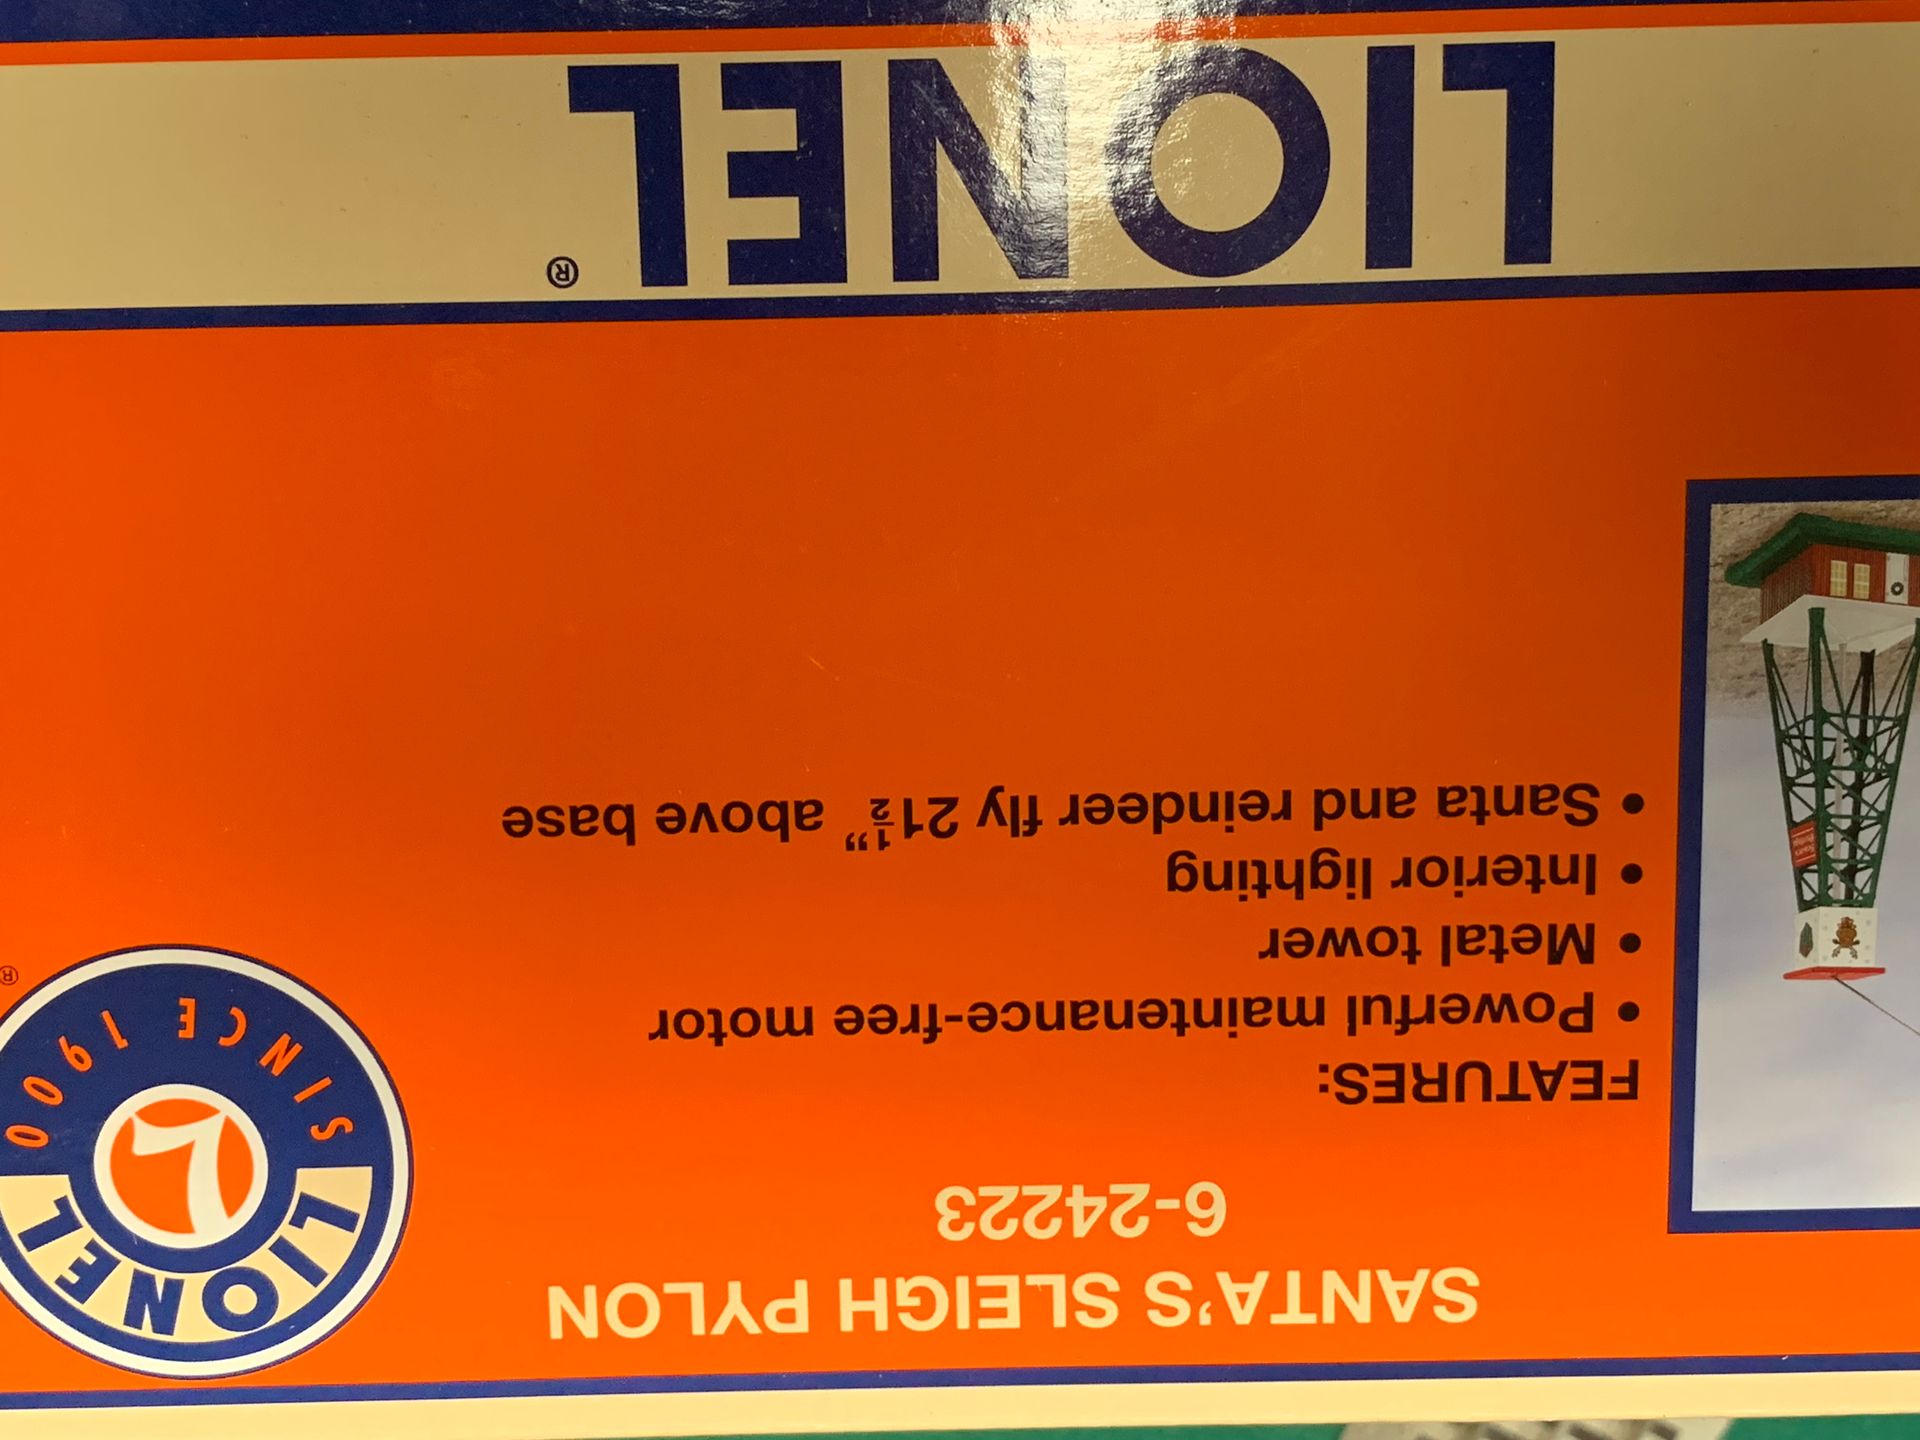 SANTA'S SLEIGH PYLON
6-24223
FEATURES:
• Powerful maintenance-free motor
• Metal tower
• Interior lighting
• Santa and reindeer fly 21½" above base
LIONEL
SINCE 1900
L
®
LIONEL®